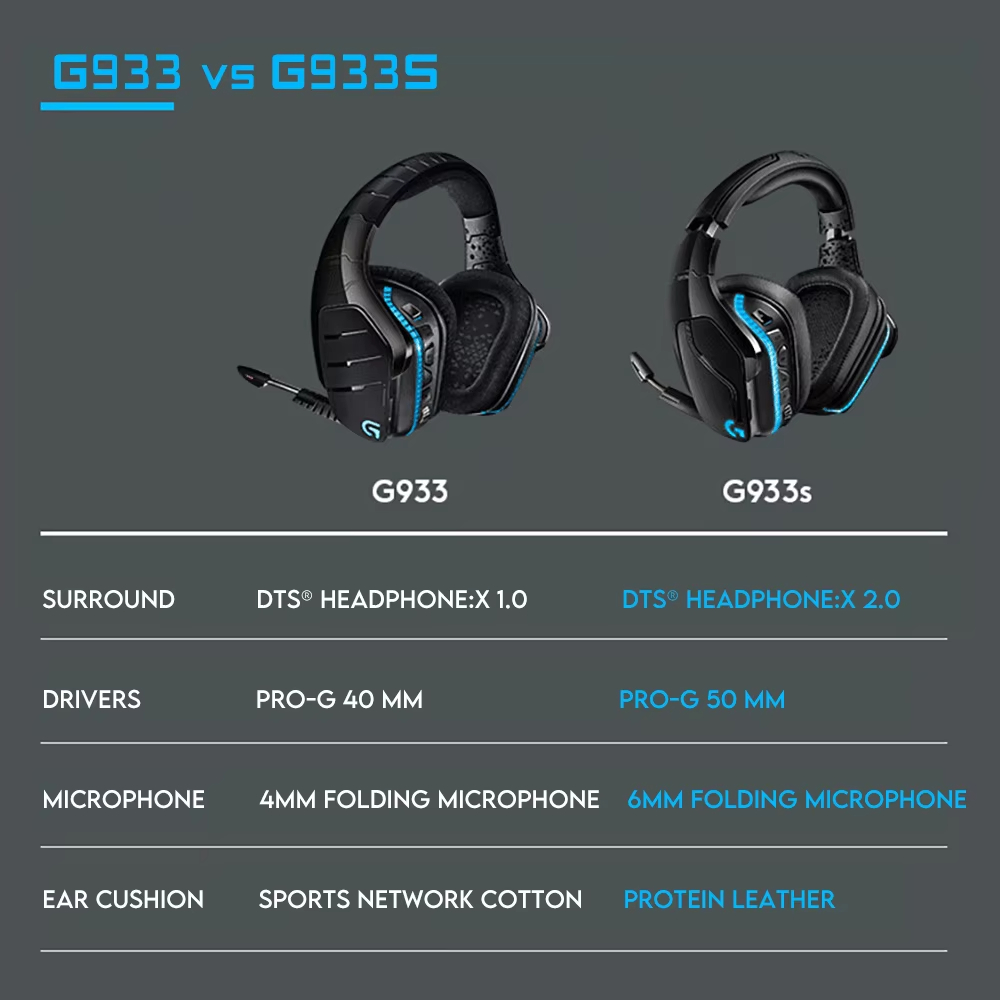 G933 vs G933S
G933
G933s
SURROUND DTS® HEADPHONE:X 1.0 DTS® HEADPHONE:X 2.0
DRIVERS PRO-G 40 MM PRO-G 50 MM
MICROPHONE 4MM FOLDING MICROPHONE 6MM FOLDING MICROPHONE
EAR CUSHION SPORTS NETWORK COTTON PROTEIN LEATHER